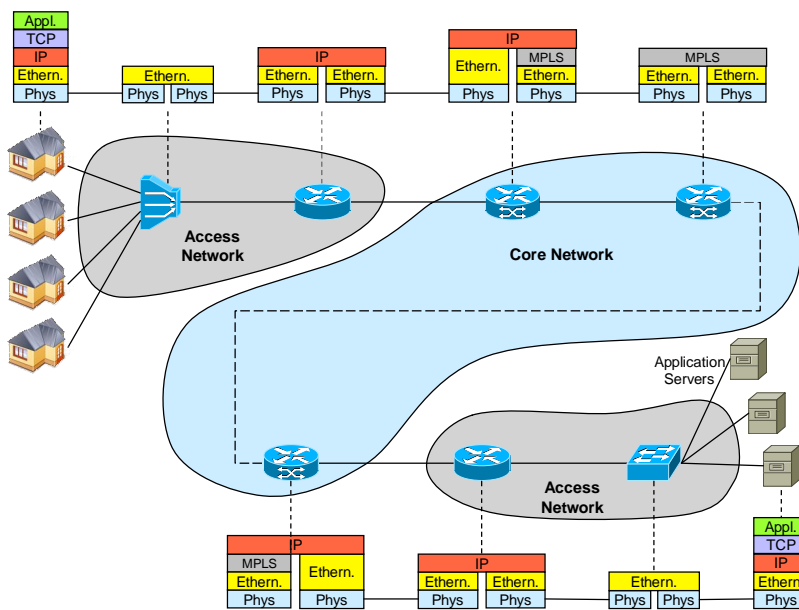 Appl.
TCP
IP
Ethern.
Phys
Ethern.
Phys Phys
IP
Ethern. Ethern.
Phys Phys
IP
Ethern.
MPLS
Ethern.
Phys Phys
MPLS
Ethern. Ethern.
Phys Phys
Access
Network
Core Network
Application
Servers
Access
Network
IP
MPLS
Ethern.
Ethern.
Phys Phys
IP
Ethern. Ethern.
Phys Phys
Ethern.
Phys Phys
Appl.
TCP
IP
Ethern.
Phys